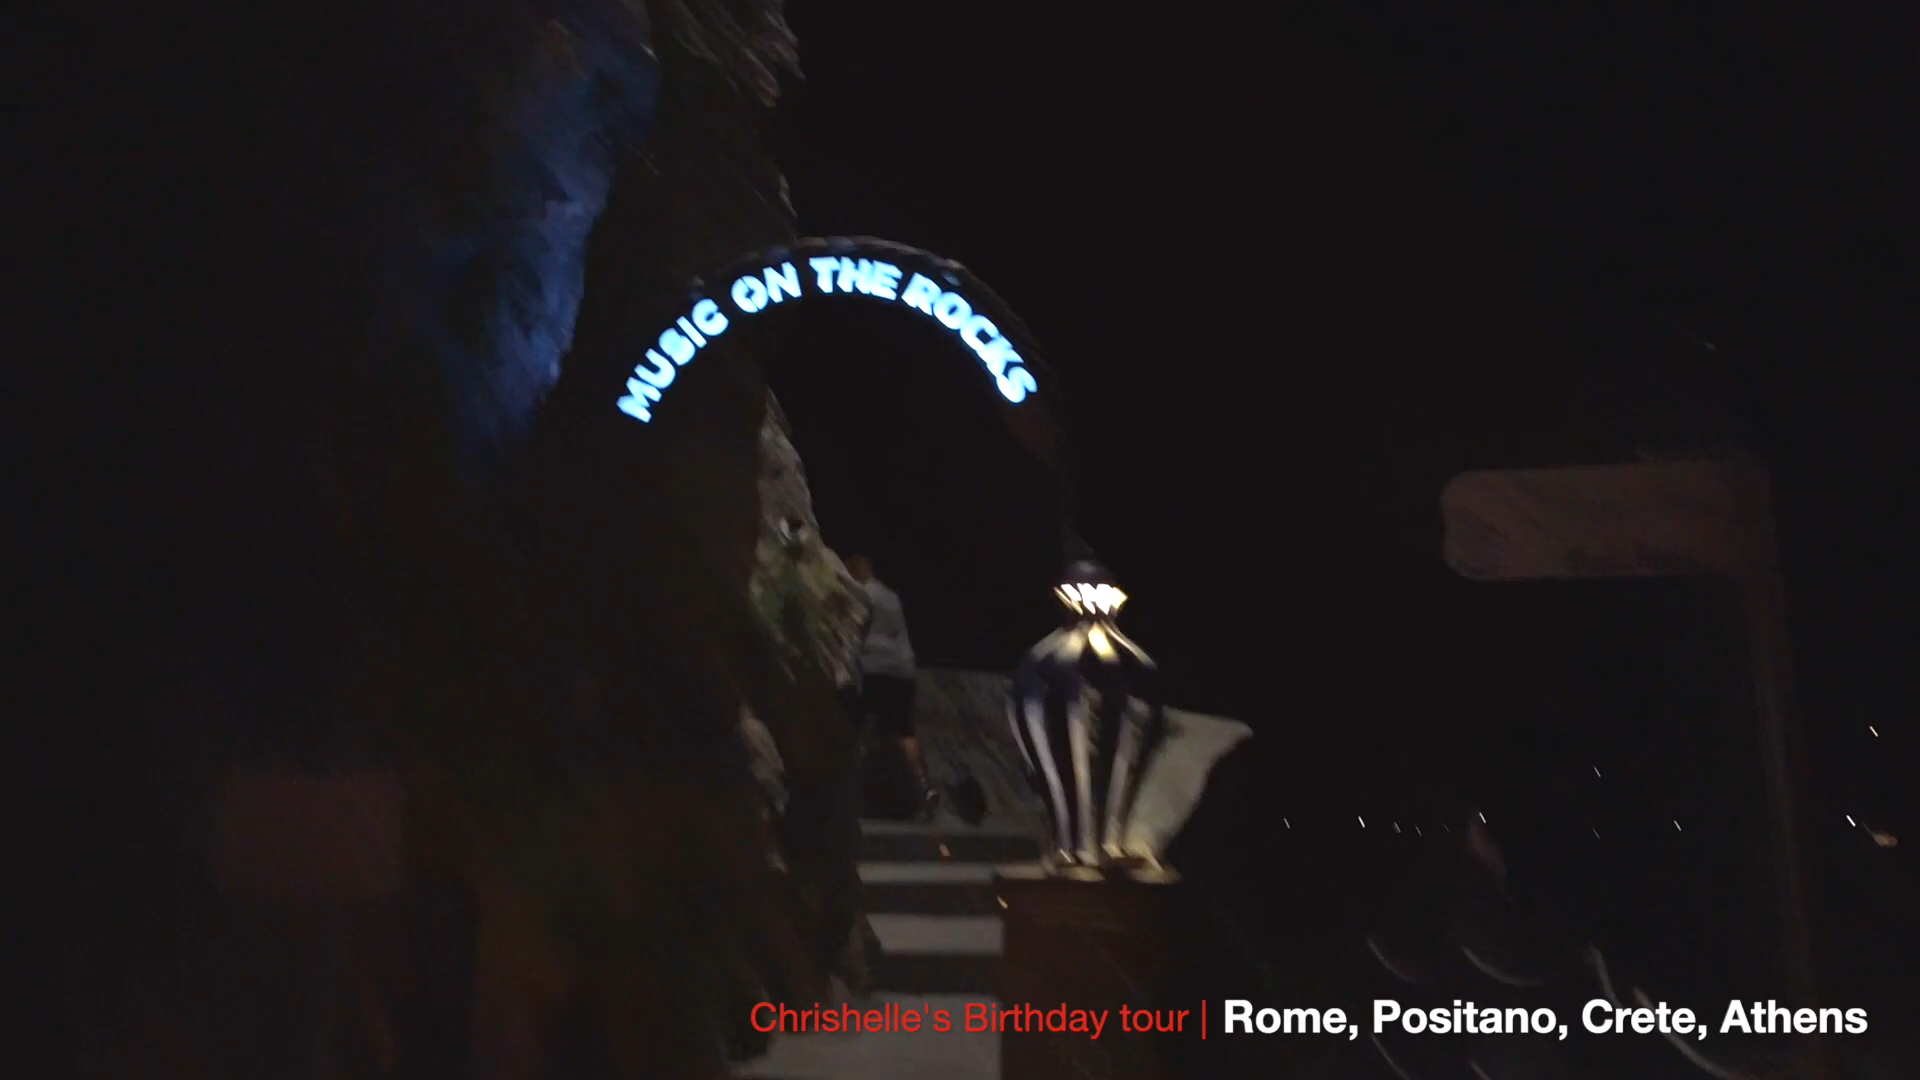 MUSIC ON THE ROCKS
Chrishelle's Birthday tour | Rome, Positano, Crete, Athens